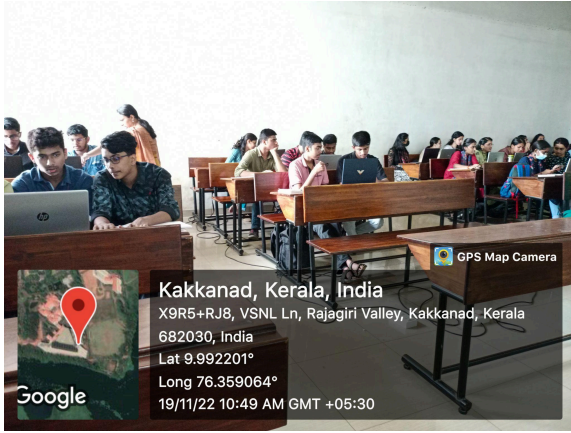 hp
GPS Map Camera
Kakkanad, Kerala, India
X9R5+RJ8, VSNL Ln, Rajagiri Valley, Kakkanad, Kerala
682030, India
Lat 9.992201°
Long 76.359064°
19/11/22 10:49 AM GMT +05:30
Google